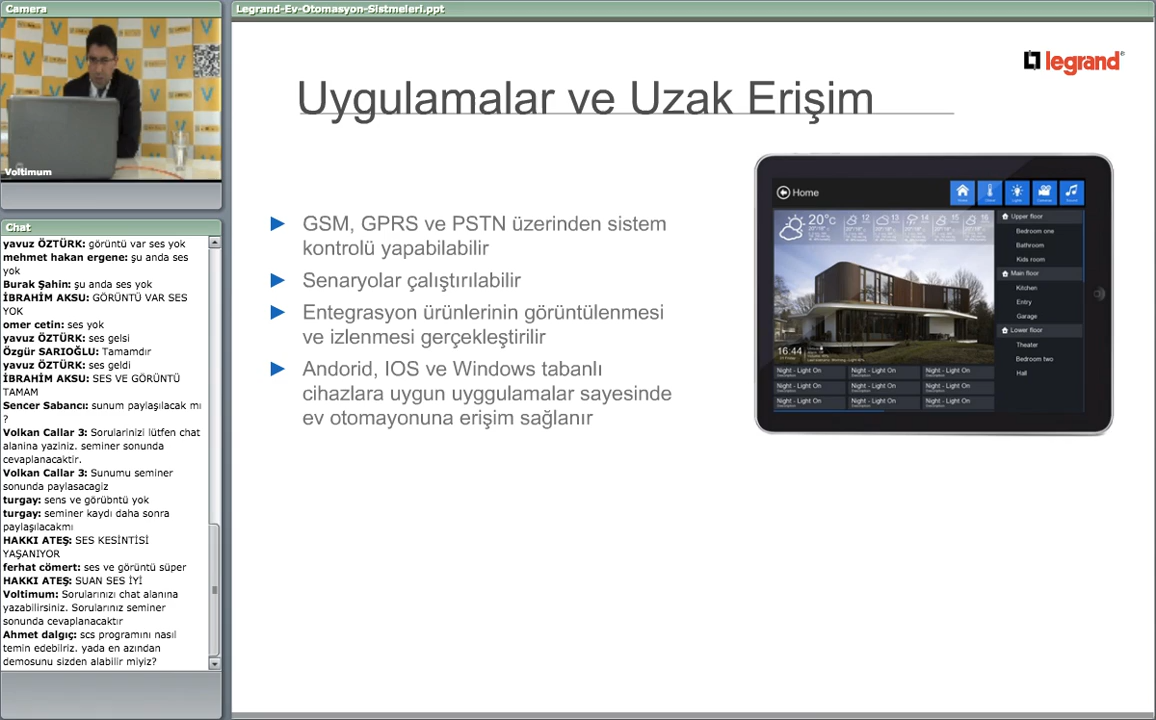 Camera
Voltimum
Chat
yavuz ÖZTÜRK: görüntü var ses yok
mehmet hakan ergene: şu anda ses
yok
Burak Şahin: şu anda ses yok
İBRAHİM AKSU: GÖRÜNTÜ VAR SES
YOK
omer cetin: ses yok
yavuz ÖZTÜRK: ses gelsi
Özgür SARIOĞLU: Tamamdır
yavuz ÖZTÜRK: ses geldi
İBRAHİM AKSU: SES VE GÖRÜNTÜ
TAMAM
Sencer Sabancı: sunum paylaşılacak mı
?
Volkan Callar 3: Sorularinizi lütfen chat
alanina yaziniz. seminer sonunda
cevaplanacaktir.
Volkan Callar 3: Sunumu seminer
sonunda paylasacagiz
turgay: sens ve görübntü yok
turgay: seminer kaydı daha sonra
paylaşılacakmı
HAKKI ATEŞ: SES KESİNTİSİ
YAŞANIYOR
ferhat cömert: ses ve görüntü süper
HAKKI ATEŞ: SUAN SES İYİ
Voltimum: Sorularınızı chat alanına
yazabilirsiniz. Sorularınız seminer
sonunda cevaplanacaktır
Ahmet dalgıç: scs programını nasıl
temin edebilriz. yada en azından
demosunu sizden alabilir miyiz?
Legrand-Ev-Otomasyon-Sistmeleri.ppt
legrand®
Uygulamalar ve Uzak Erişim
GSM, GPRS ve PSTN üzerinden sistem
kontrolü yapabilabilir
Senaryolar çalıştırılabilir
Entegrasyon ürünlerinin görüntülenmesi
ve izlenmesi gerçekleştirilir
Andorid, IOS ve Windows tabanlı
cihazlara uygun uyggulamalar sayesinde
ev otomayonuna erişim sağlanır
Home
20°C 12 13 14 15 16
Upper floor
Bedroom one
Bathroom
Kids room
Main floor
Kitchen
Entry
Garage
Lower floor
Theater
Bedroom two
Hall
16:44
Night - Light On Night - Light On Night - Light On
Night - Light On Night - Light On Night - Light On
Night - Light On Night - Light On Night - Light On